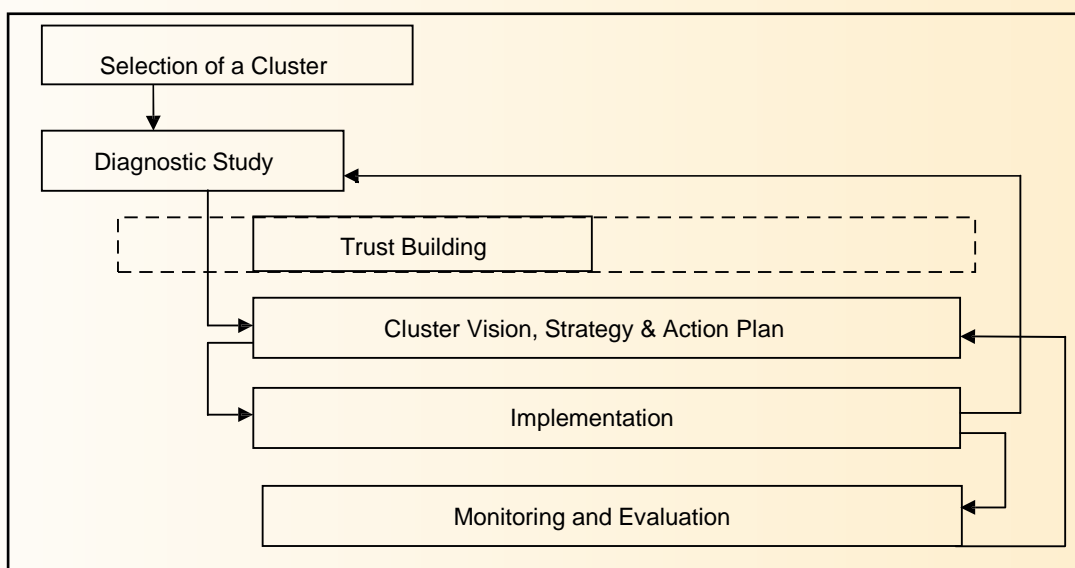 Selection of a Cluster
Diagnostic Study
Trust Building
Cluster Vision, Strategy & Action Plan
Implementation
Monitoring and Evaluation